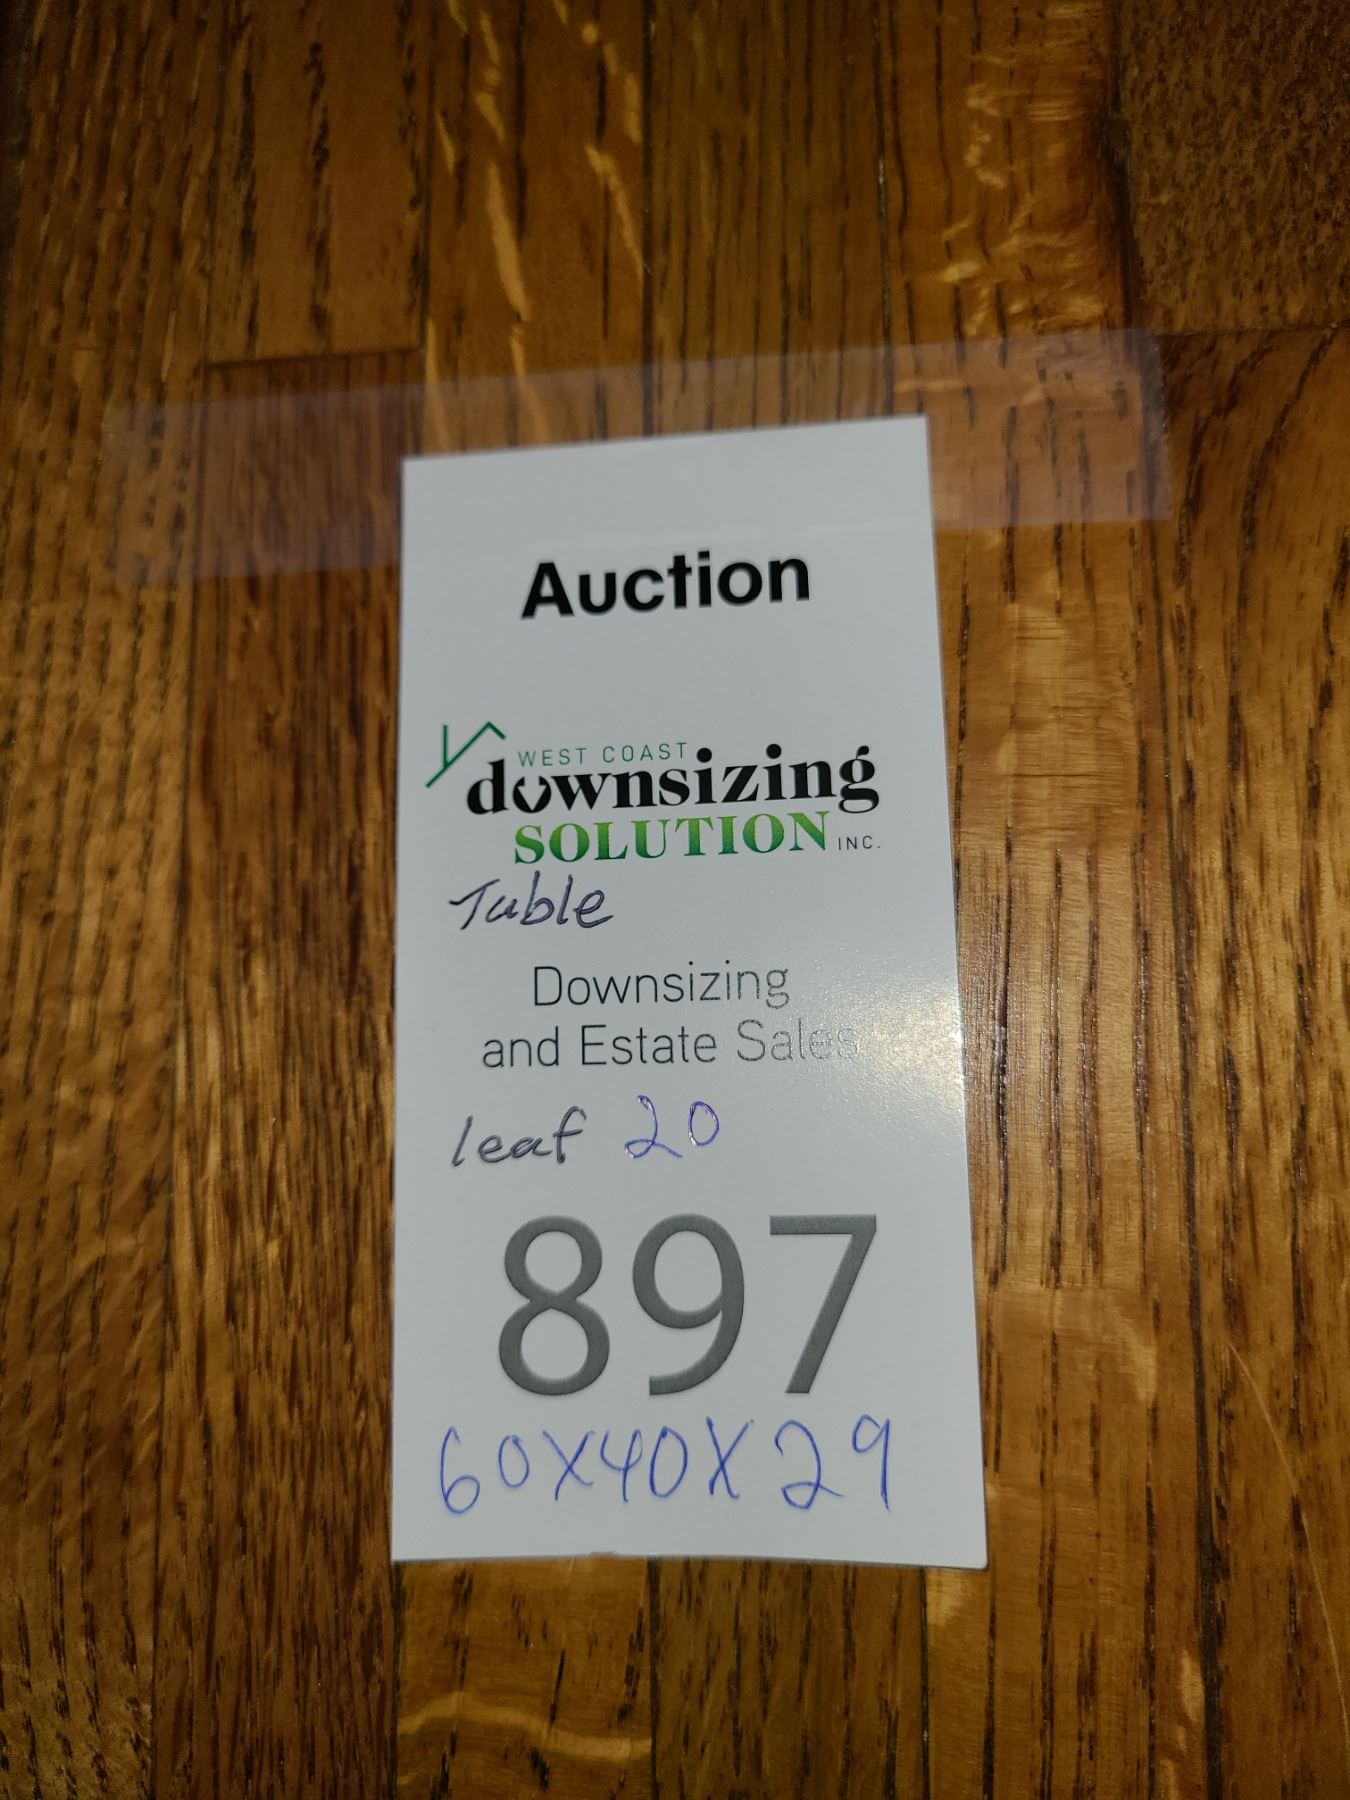 Auction
WEST COAST
downsizing
SOLUTION INC.
Table
Downsizing
and Estate Sales
leaf 20
897
60X40X29